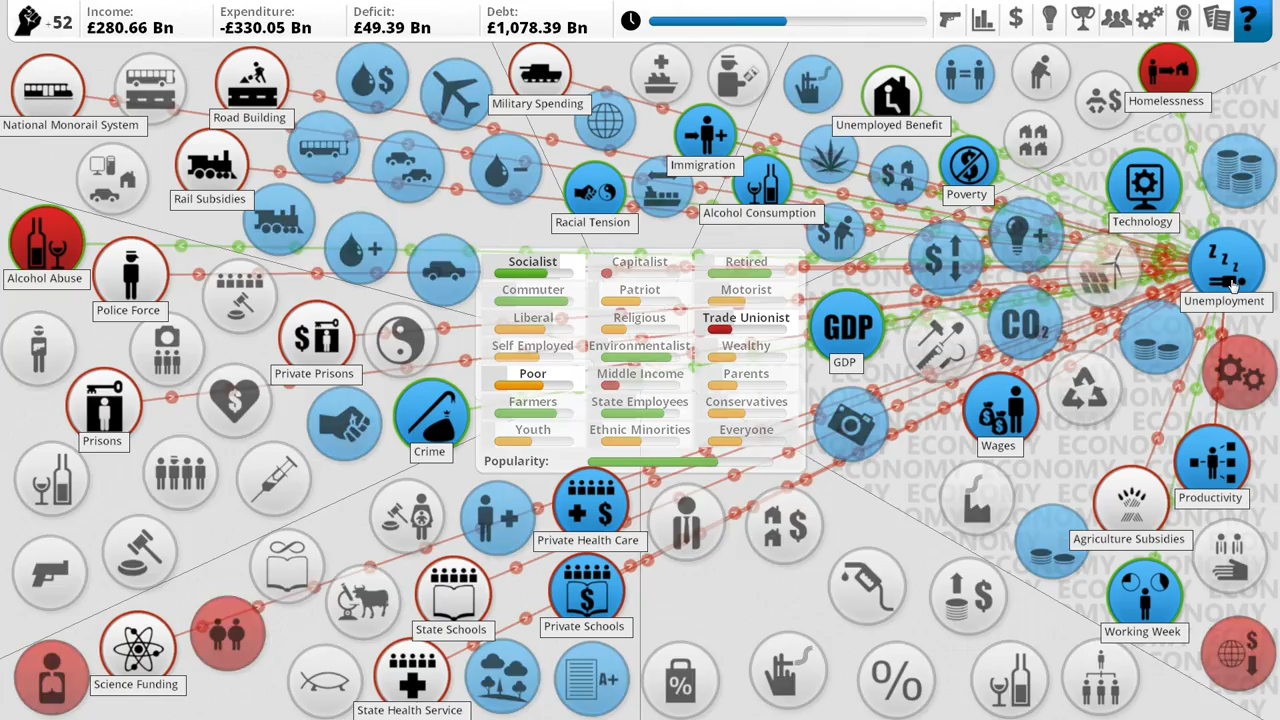 +52
Income:
£280.66 Bn
Expenditure:
-£330.05 Bn
Deficit:
£49.39 Bn
Debt:
£1,078.39 Bn
$
?
National Monorail System
Road Building
Military Spending
Unemployed Benefit
Homelessness
Rail Subsidies
Immigration
Racial Tension
Alcohol Consumption
Poverty
Technology
Alcohol Abuse
Police Force
Private Prisons
Prisons
Crime
Unemployment
GDP
GDP
CO2
Wages
Productivity
Agriculture Subsidies
Working Week
Private Health Care
State Schools
Private Schools
Science Funding
State Health Service
A+
%
%
Socialist
Capitalist
Retired
Commuter
Patriot
Motorist
Liberal
Religious
Trade Unionist
Self Employed
Environmentalist
Wealthy
Poor
Middle Income
Parents
Farmers
State Employees
Conservatives
Youth
Ethnic Minorities
Everyone
Popularity:
ECONOMY